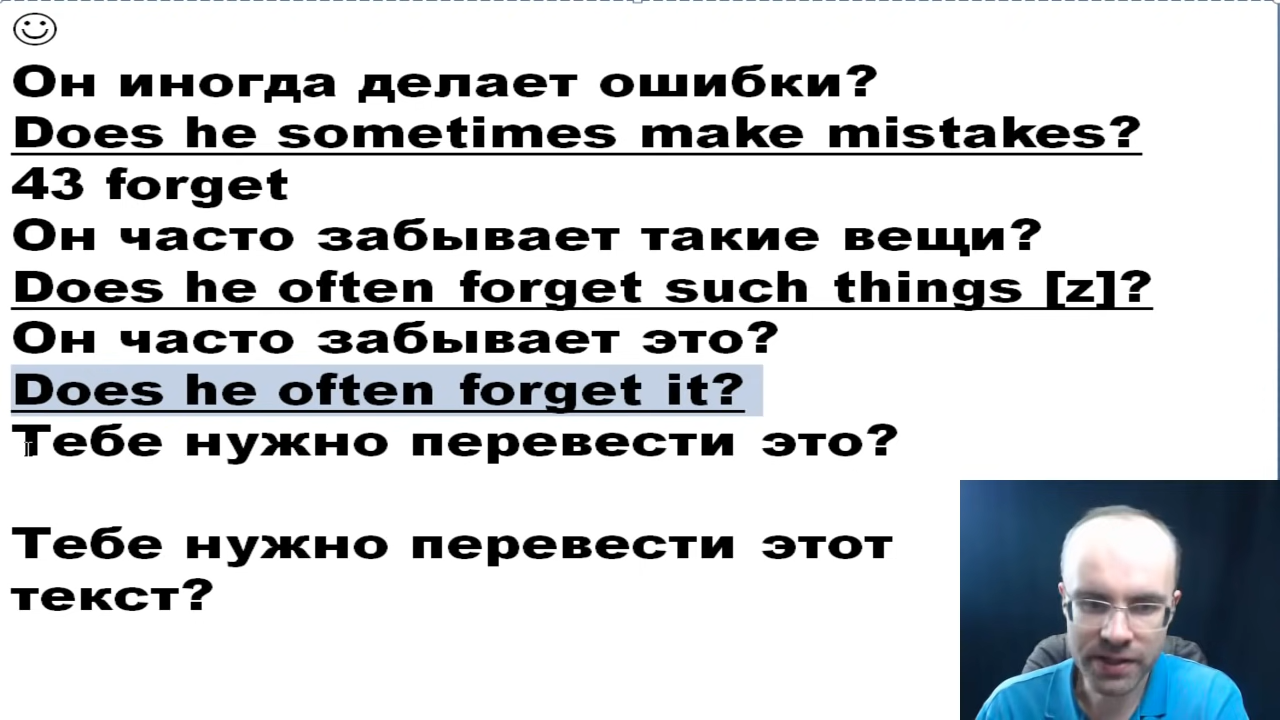 Он иногда делает ошибки?
Does he sometimes make mistakes?
43 forget
Он часто забывает такие вещи?
Does he often forget such things [z]?
Он часто забывает это?
Does he often forget it?
Тебе нужно перевести это?
Тебе нужно перевести этот
текст?